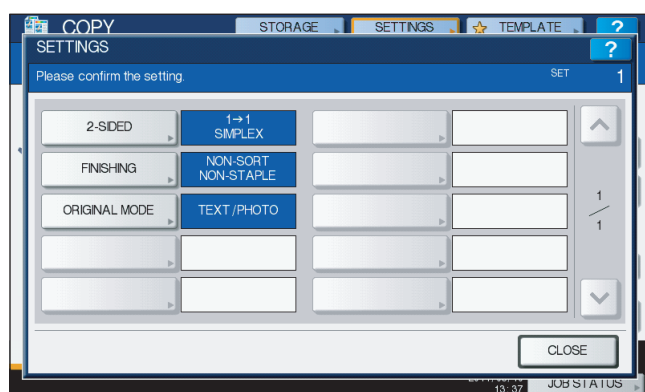 COPY
STORAGE
SETTINGS
TEMPLATE
?
SETTINGS
?
Please confirm the setting.
SET 1
2-SIDED
1→1
SIMPLEX
FINISHING
NON-SORT
NON-STAPLE
ORIGINAL MODE
TEXT/PHOTO
1
1
CLOSE
13:37
JOB STATUS